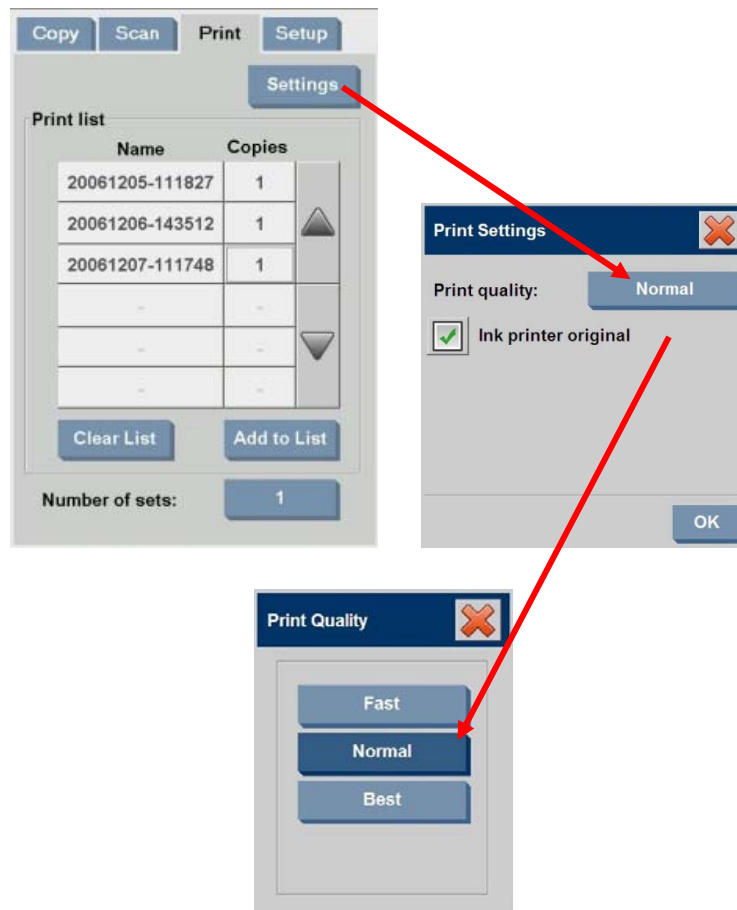 Copy Scan Print Setup
Settings
Print list
Name Copies
20061205-111827 1
20061206-143512 1
20061207-111748 1
- -
- -
- -
Clear List Add to List
Number of sets: 1
Print Settings
Print quality: Normal
Ink printer original
OK
Print Quality
Fast
Normal
Best